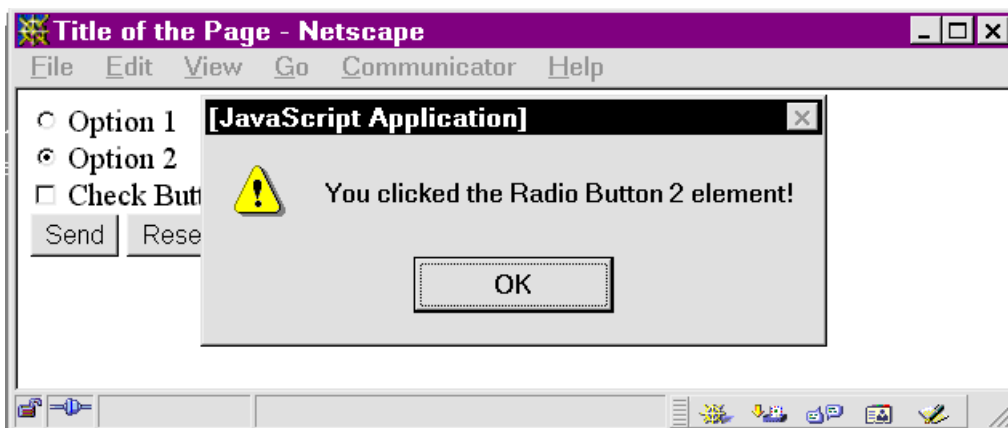 Title of the Page - Netscape
File Edit View Go Communicator Help
Option 1
Option 2
Check Butt
Send Rese
[JavaScript Application]
You clicked the Radio Button 2 element!
OK